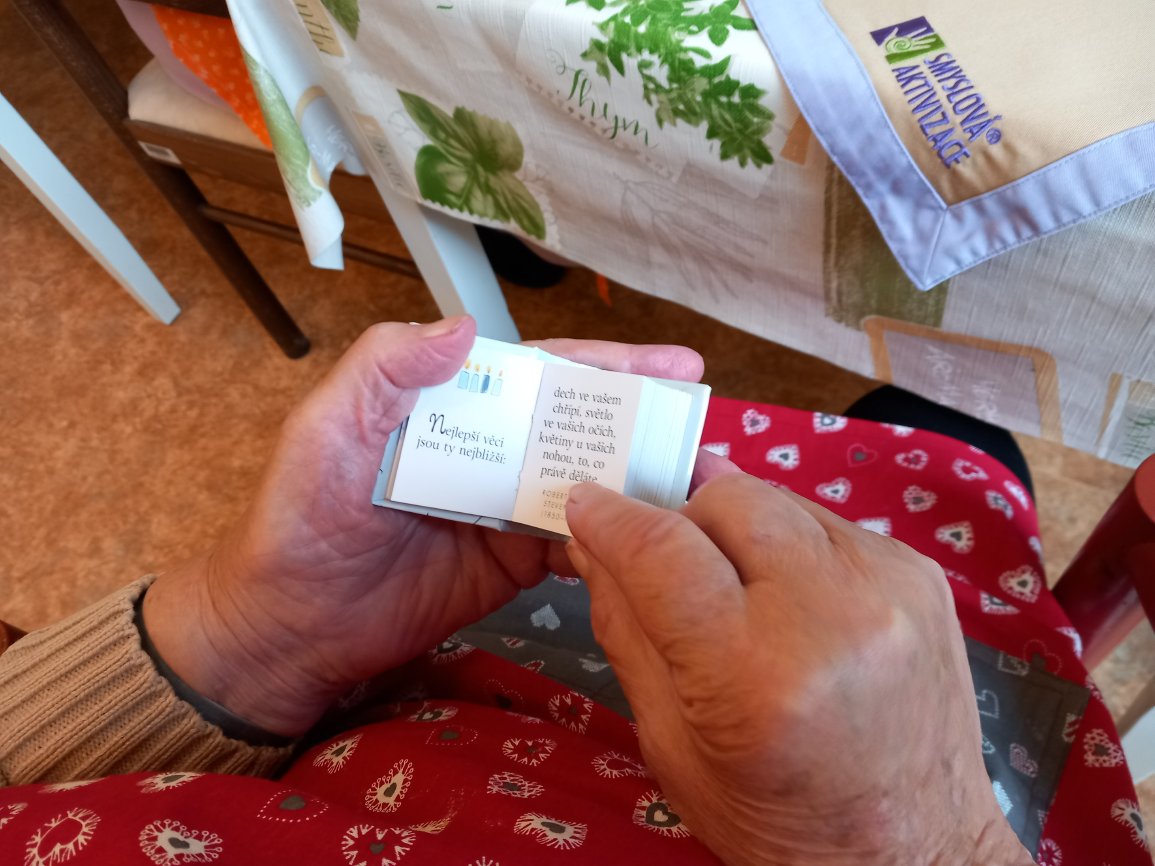 Thym
SMYSLOVÁ®
AKTIVIZACE
Nejlepší věci
jsou ty nejbližší:
dech ve vašem
chřípí, světlo
ve vašich očích,
květiny u vašich
nohou, to, co
právě děláte.